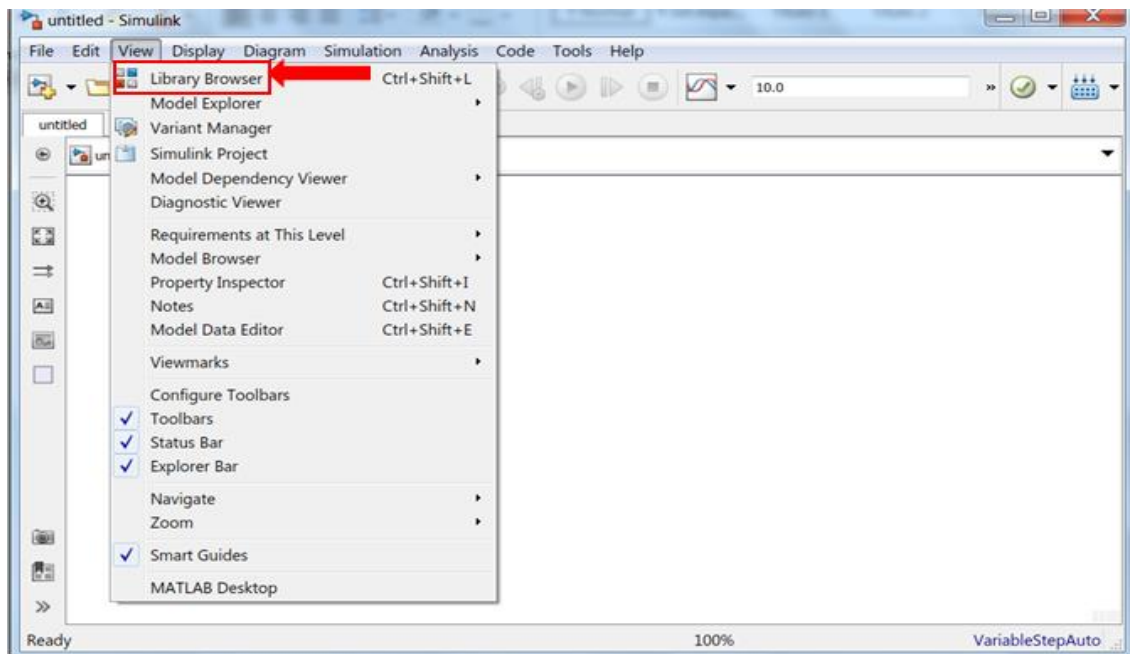 untitled - Simulink
File Edit View Display Diagram Simulation Analysis Code Tools Help
Library Browser Ctrl+Shift+L
10.0 »
Model Explorer
untitled
Variant Manager
un
Simulink Project
Model Dependency Viewer
Diagnostic Viewer
Requirements at This Level
Model Browser
Property Inspector Ctrl+Shift+I
Notes Ctrl+Shift+N
Model Data Editor Ctrl+Shift+E
Viewmarks
Configure Toolbars
Toolbars
Status Bar
Explorer Bar
Navigate
Zoom
Smart Guides
MATLAB Desktop
»
Ready 100% VariableStepAuto